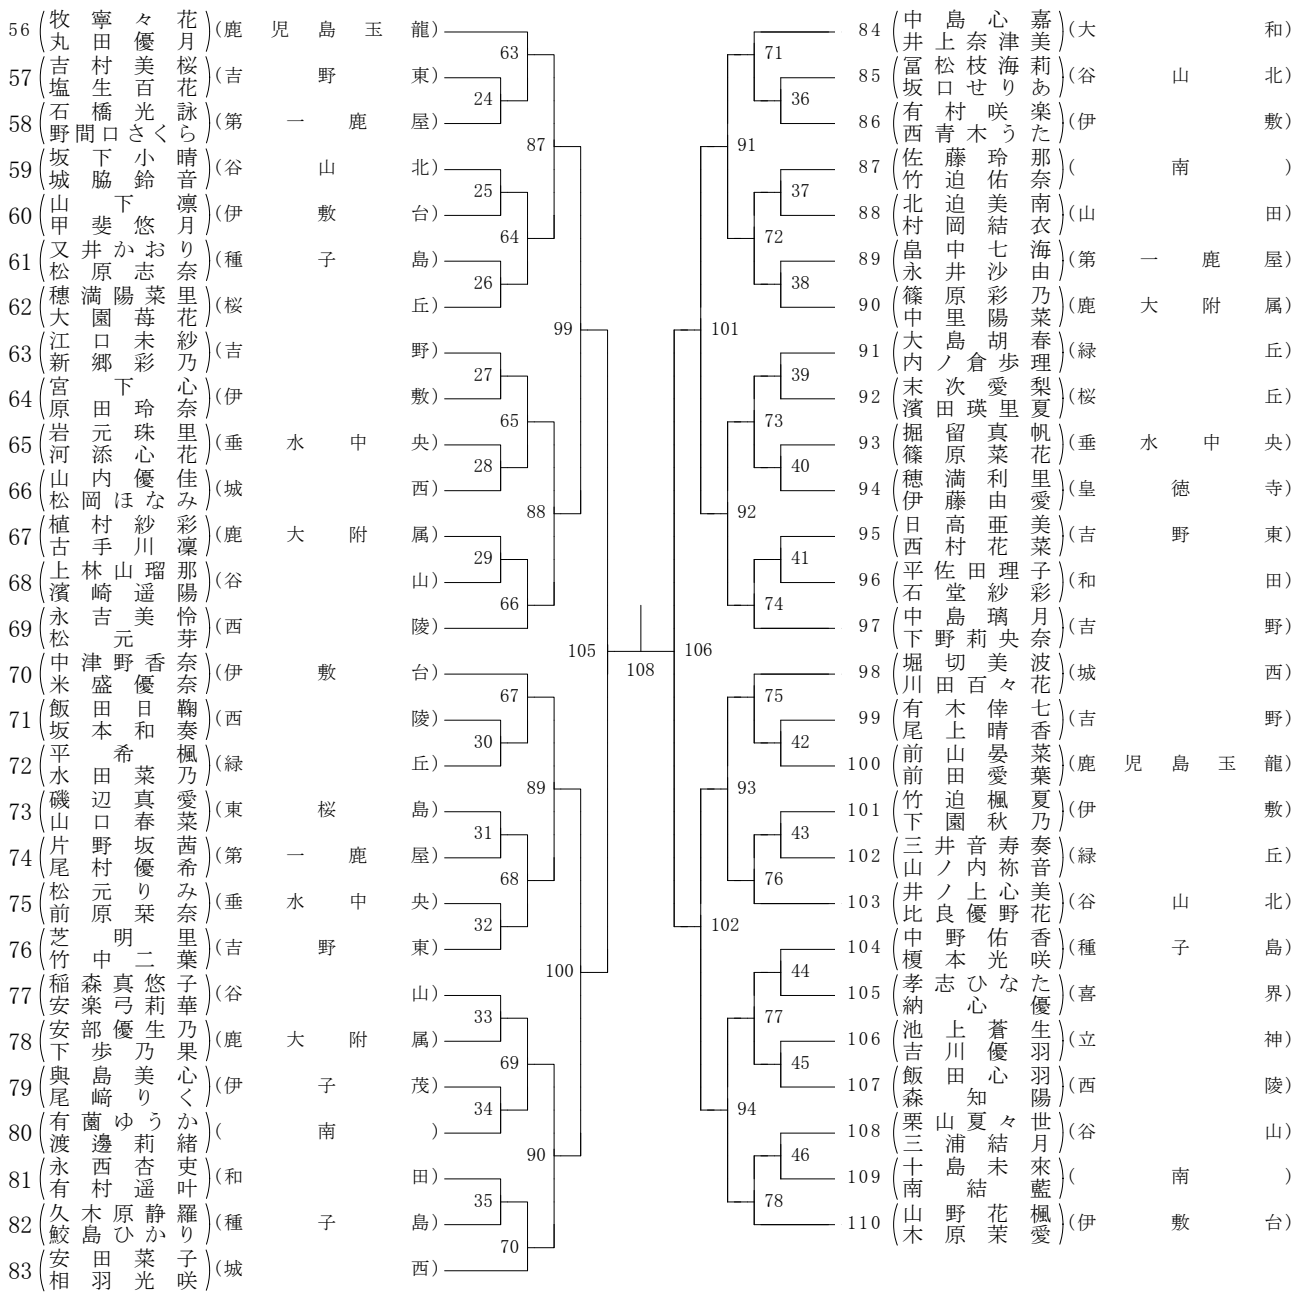 56 (牧寧々花 丸田優月) (鹿児島玉龍)
57 (吉村美桜 塩生百花) (吉野東)
58 (石橋光詠 野間口さくら) (第一鹿屋)
59 (坂下小晴 城脇鈴音) (谷山北)
60 (山下凛 甲斐悠月) (伊敷台)
61 (又井かおり 松原志奈) (種子島)
62 (穂満陽菜里 大園苺花) (桜丘)
63 (江口未紗 新郷彩乃) (吉野)
64 (宮下心 原田玲奈) (伊敷)
65 (岩元珠里 河添心花) (垂水中央)
66 (山内優佳 松岡ほなみ) (城西)
67 (植村紗彩 古手川凜) (鹿大附属)
68 (上林山瑠那 濱崎遥陽) (谷山)
69 (永吉美怜 松元芽) (西陵)
70 (中津野香奈 米盛優奈) (伊敷台)
71 (飯田日鞠 坂本和奏) (西陵)
72 (平希楓 水田菜乃) (緑丘)
73 (磯辺真愛 山口春菜) (東桜島)
74 (片野坂茜 尾村優希) (第一鹿屋)
75 (松元りみ 前原栞奈) (垂水中央)
76 (芝明里 竹中二葉) (吉野東)
77 (稲森真悠子 安楽弓莉華) (谷山)
78 (安部優生乃 下歩乃果) (鹿大附属)
79 (與島美心 尾﨑りく) (伊子茂)
80 (有薗ゆうか 渡邊莉緒) (南)
81 (永西杏吏 有村遥叶) (和田)
82 (久木原静羅 鮫島ひかり) (種子島)
83 (安田菜子 相羽光咲) (城西)
63
24
87
25
64
26
99
27
65
28
88
29
66
105
67
30
89
31
68
32
100
33
69
34
90
35
70
108
71
36
91
37
72
38
101
39
73
40
92
41
74
106
75
42
93
43
76
102
44
77
45
94
46
78
84 (中島心嘉 井上奈津美) (大和)
85 (冨松枝海莉 坂口せりあ) (谷山北)
86 (有村咲楽 西青木うた) (伊敷)
87 (佐藤玲那 竹迫佑奈) (南)
88 (北迫美南 村岡結衣) (山田)
89 (畠中七海 永井沙由) (第一鹿屋)
90 (篠原彩乃 中里陽菜) (鹿大附属)
91 (大島胡春 内ノ倉歩理) (緑丘)
92 (末次愛梨 濱田瑛里夏) (桜丘)
93 (堀留真帆 篠原菜花) (垂水中央)
94 (穂満利里 伊藤由愛) (皇徳寺)
95 (日高亜美 西村花菜) (吉野東)
96 (平佐田理子 石堂紗彩) (和田)
97 (中島璃月 下野莉央奈) (吉野)
98 (堀切美波 川田百々花) (城西)
99 (有木倖七 尾上晴香) (吉野)
100 (前山晏菜 前田愛葉) (鹿児島玉龍)
101 (竹迫楓夏 下園秋乃) (伊敷)
102 (三井音寿奏 山ノ内祢音) (緑丘)
103 (井ノ上心美 比良優野花) (谷山北)
104 (中野佑香 榎本光咲) (種子島)
105 (孝志ひなた 納心優) (喜界)
106 (池上蒼生 吉川優羽) (立神)
107 (飯田心羽 森知陽) (西陵)
108 (栗山夏々世 三浦結月) (谷山)
109 (十島未來 南結藍) (南)
110 (山野花楓 木原茉愛) (伊敷台)